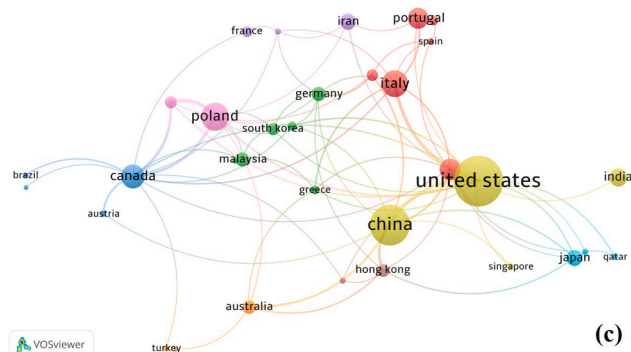 portugal
iran
france
spain
italy
germany
poland
south korea
malaysia
canada
brazil
united states
india
greece
austria
china
hong kong
japan
qatar
singapore
australia
turkey
VOSviewer
(c)